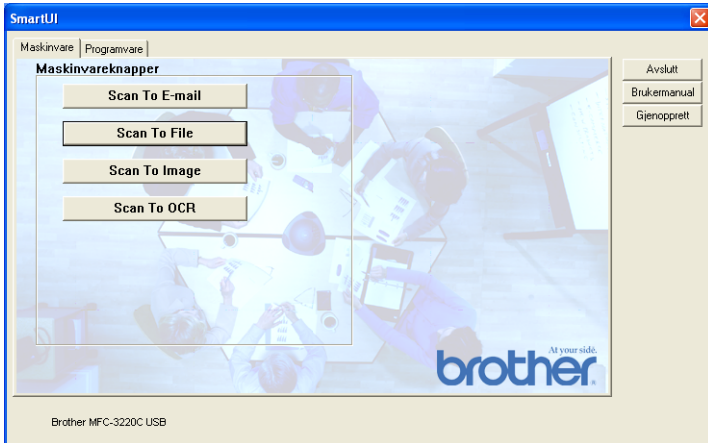 SmartUI
Maskinvare Programvare
Maskinvareknapper
Scan To E-mail
Scan To File
Scan To Image
Scan To OCR
Avslutt
Brukermanual
Gjenopprett
At your side.
brother
Brother MFC-3220C USB